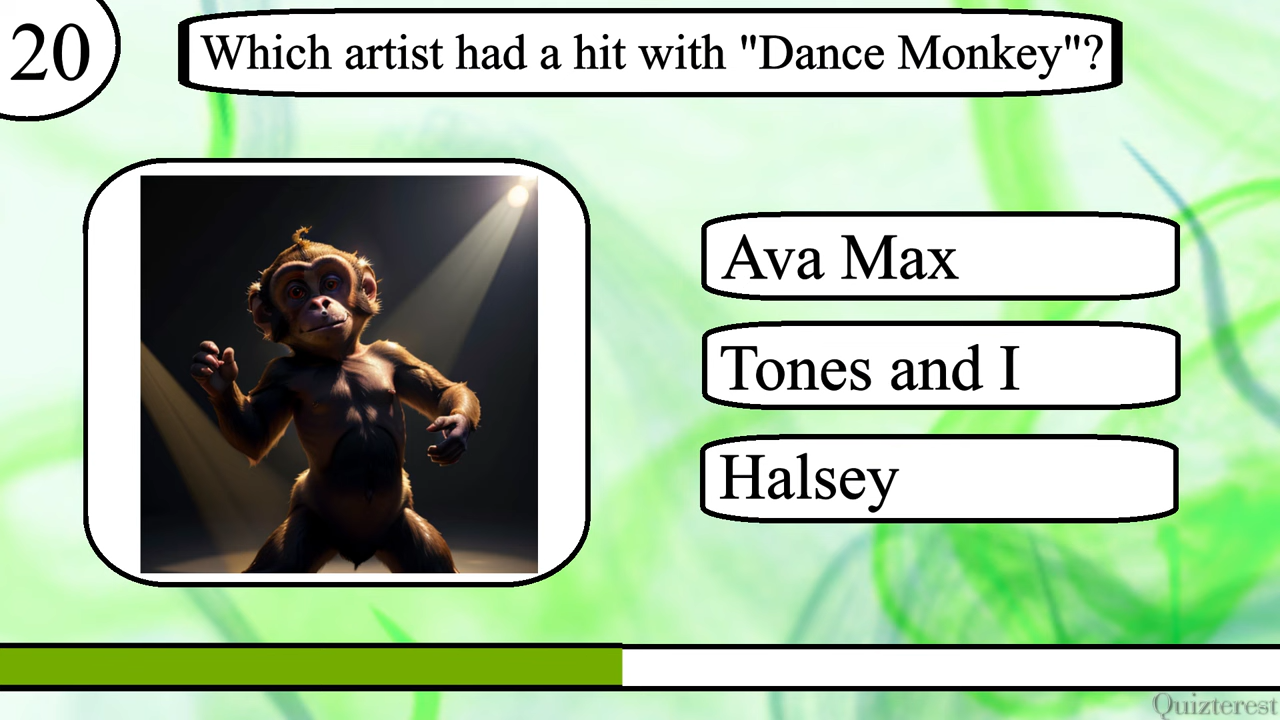 20
Which artist had a hit with "Dance Monkey"?
Ava Max
Tones and I
Halsey
Quizterest